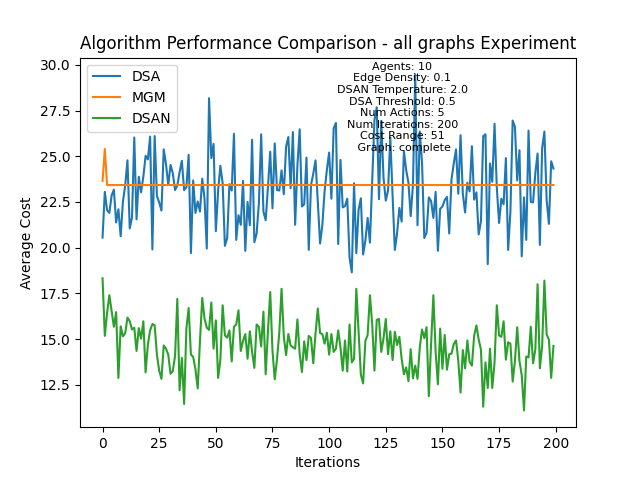 Algorithm Performance Comparison - all graphs Experiment
DSA
MGM
DSAN
Agents: 10
Edge Density: 0.1
DSAN Temperature: 2.0
DSA Threshold: 0.5
Num Actions: 5
Num Iterations: 200
Cost Range: 51
Graph: complete
Average Cost
30.0
27.5
25.0
22.5
20.0
17.5
15.0
12.5
0 25 50 75 100 125 150 175 200
Iterations